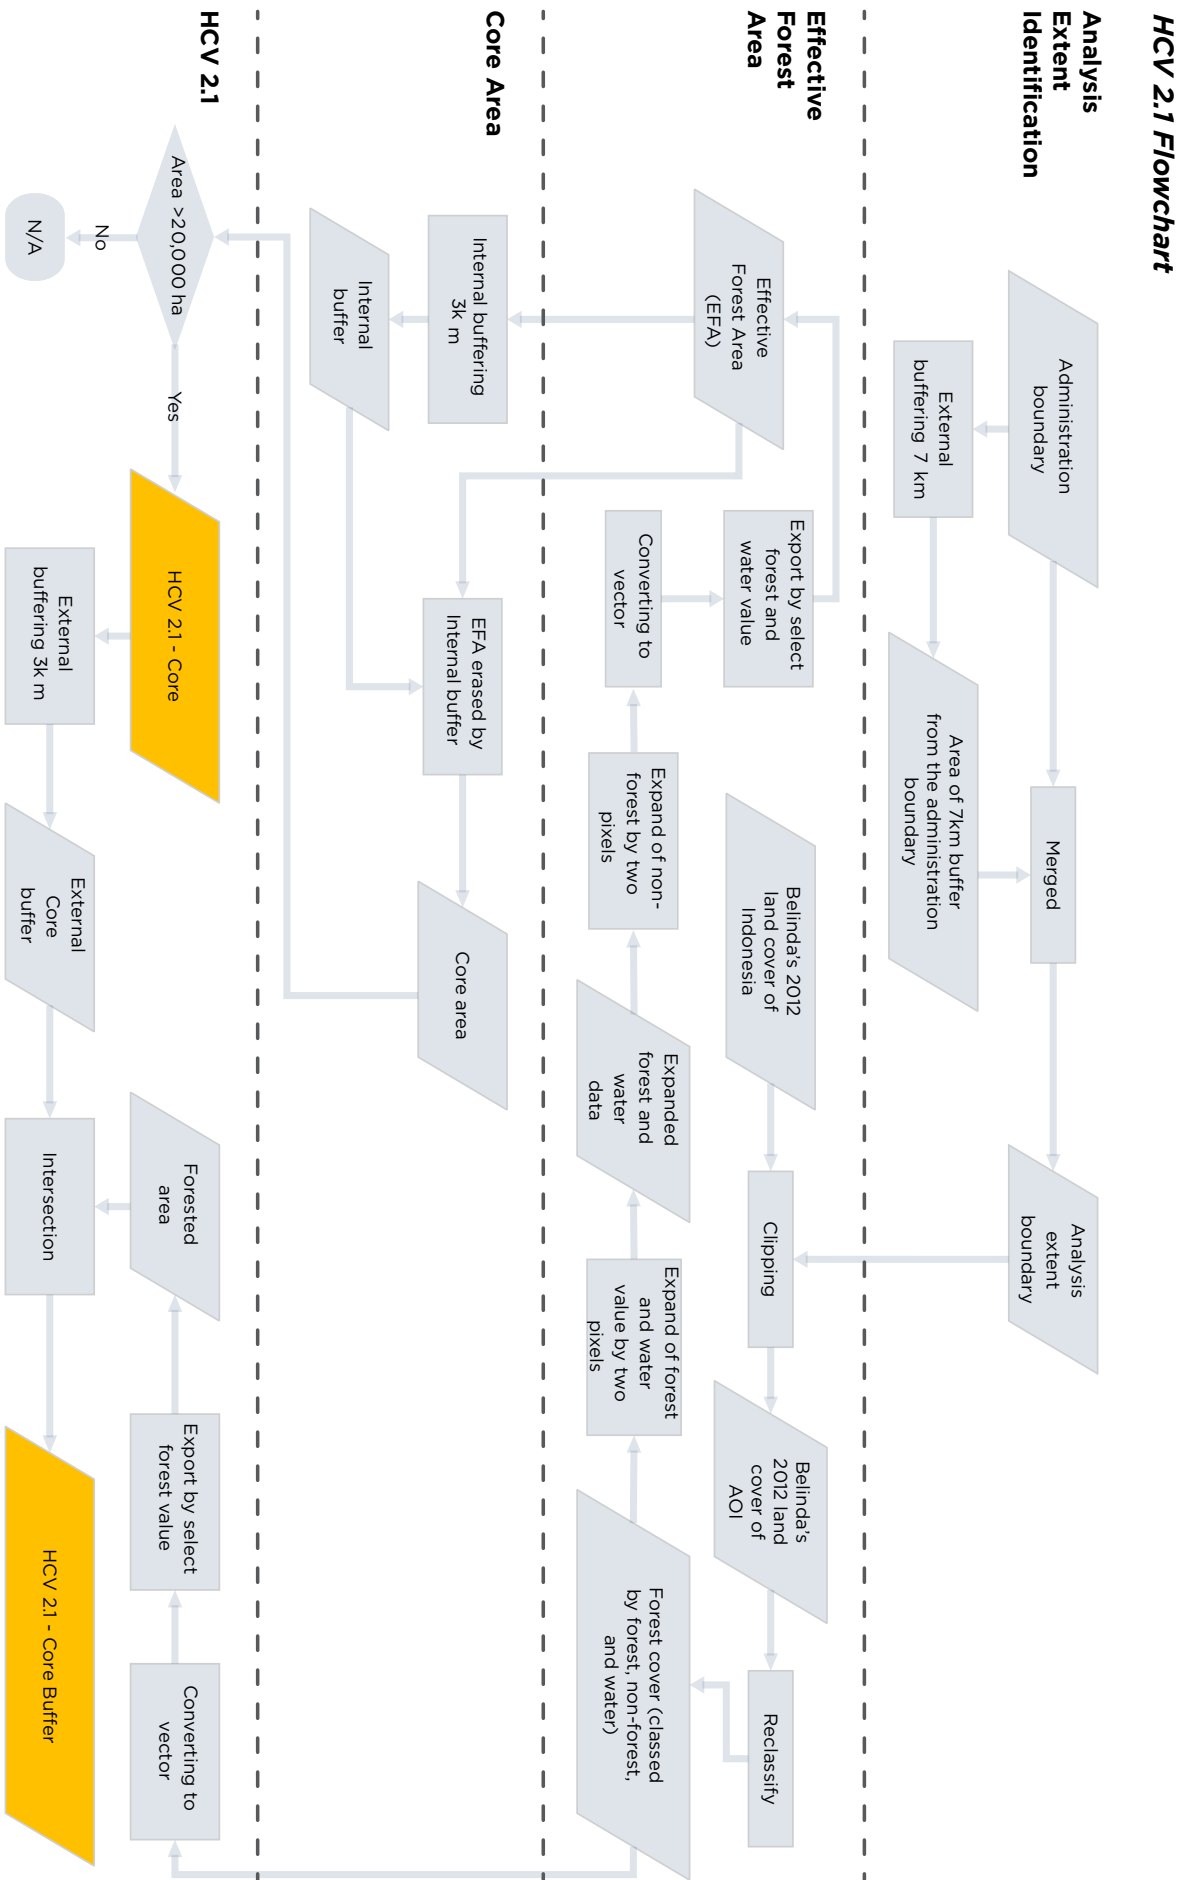 HCV 2.1 Flowchart
Analysis
Extent
Identification
Administration
boundary
External
buffering 7 km
Area of 7km buffer
from the administration
boundary
Merged
Analysis
extent
boundary
Effective
Forest
Area
Belinda's 2012
land cover of
Indonesia
Clipping
Belinda's
2012 land
cover of
AOI
Reclassify
Forest cover (classed
by forest, non-forest,
and water)
Expand of forest
and water
value by two
pixels
Expanded
forest and
water
data
Expand of non-
forest by two
pixels
Converting to
vector
Export by select
forest and
water value
Effective
Forest Area
(EFA)
Core Area
Internal buffering
3k m
Internal
buffer
EFA erased by
Internal buffer
Core area
HCV 2.1
Area >20,000 ha
No
N/A
Yes
HCV 2.1 - Core
External
buffering 3k m
External
Core
buffer
Intersection
Forested
area
Export by select
forest value
Converting to
vector
HCV 2.1 - Core Buffer